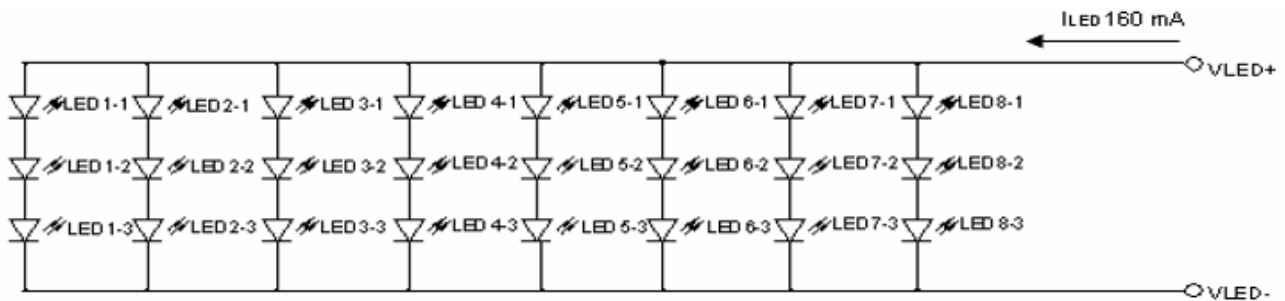 ILED 160 mA
VLED+
LED 1-1 LED 2-1 LED 3-1 LED 4-1 LED 5-1 LED 6-1 LED 7-1 LED 8-1
LED 1-2 LED 2-2 LED 3-2 LED 4-2 LED 5-2 LED 6-2 LED 7-2 LED 8-2
LED 1-3 LED 2-3 LED 3-3 LED 4-3 LED 5-3 LED 6-3 LED 7-3 LED 8-3
VLED-